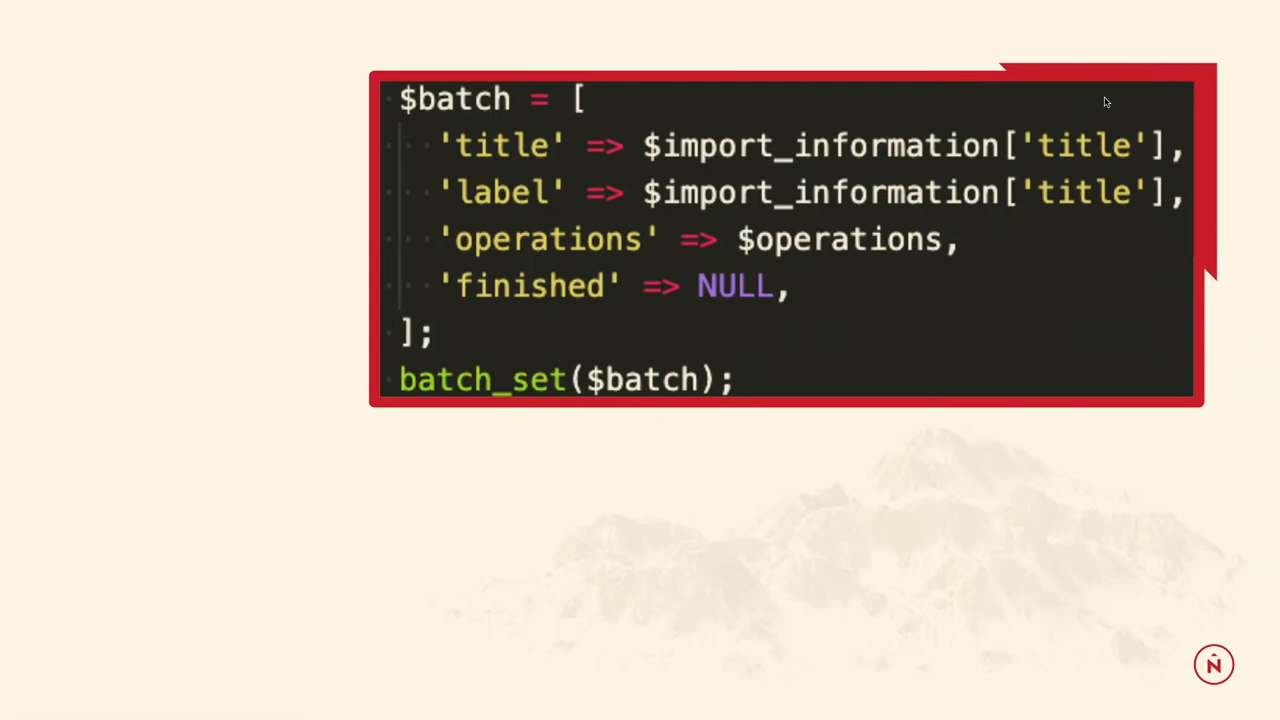 $batch = [
'title' => $import_information['title'],
'label' => $import_information['title'],
'operations' => $operations,
'finished' => NULL,
];
batch_set($batch);
N